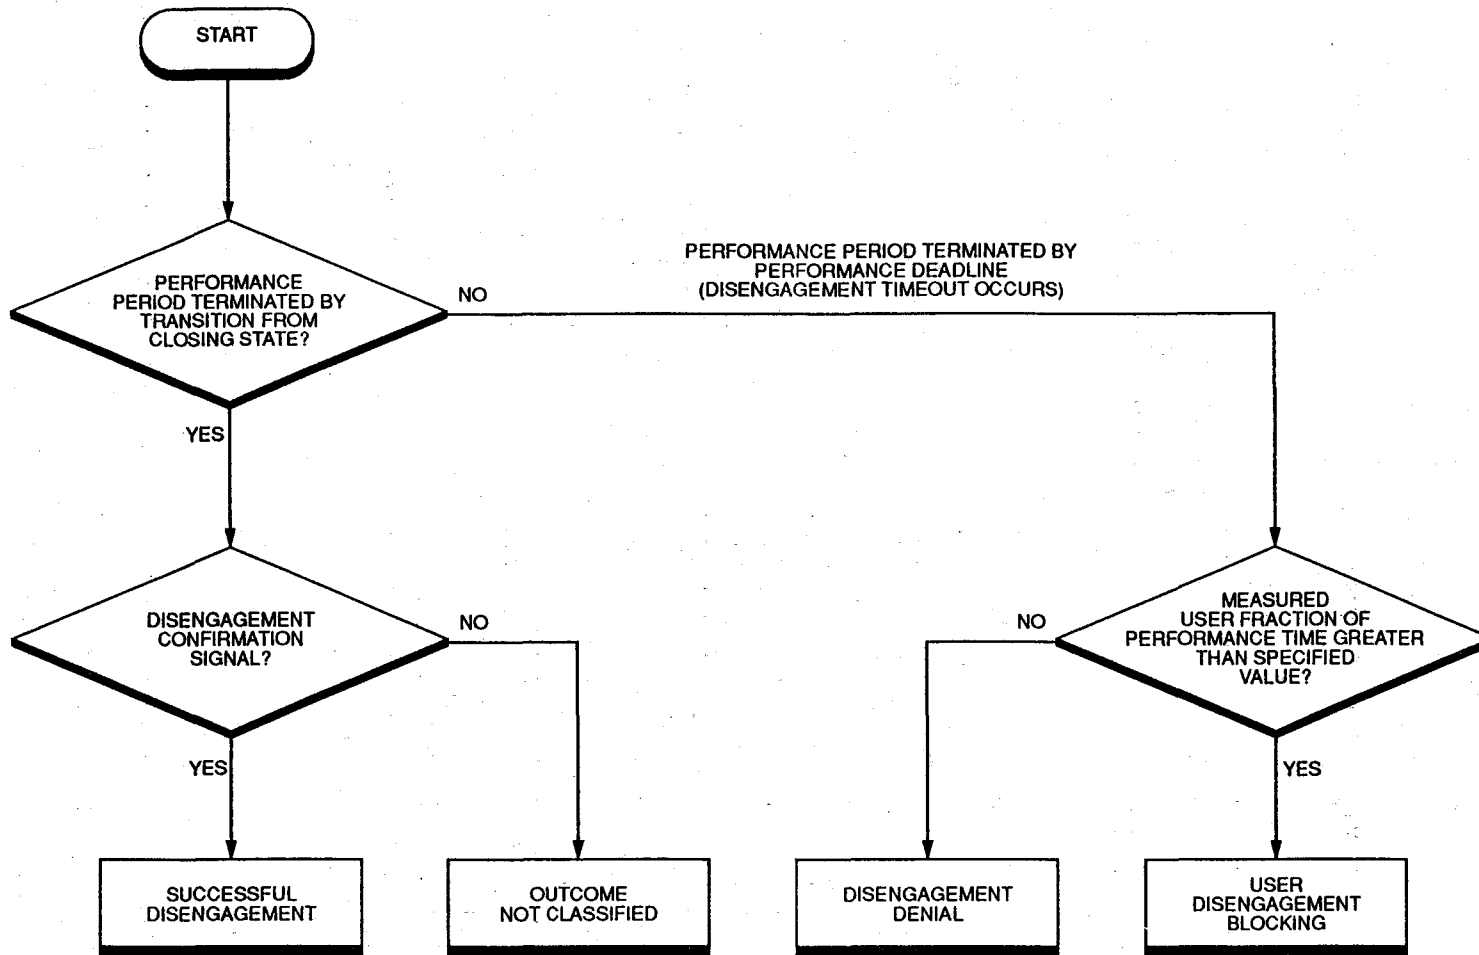 START
PERFORMANCE
PERIOD TERMINATED BY
TRANSITION FROM
CLOSING STATE?
NO
PERFORMANCE PERIOD TERMINATED BY
PERFORMANCE DEADLINE
(DISENGAGEMENT TIMEOUT OCCURS)
YES
DISENGAGEMENT
CONFIRMATION
SIGNAL?
NO
NO
MEASURED
USER FRACTION OF
PERFORMANCE TIME GREATER
THAN SPECIFIED
VALUE?
YES
YES
SUCCESSFUL
DISENGAGEMENT
OUTCOME
NOT CLASSIFIED
DISENGAGEMENT
DENIAL
USER
DISENGAGEMENT
BLOCKING